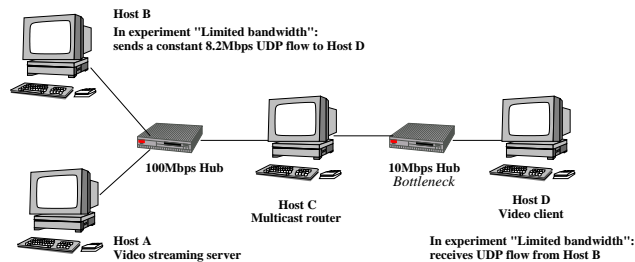 Host B
In experiment "Limited bandwidth":
sends a constant 8.2Mbps UDP flow to Host D
100Mbps Hub
10Mbps Hub
Bottleneck
Host C
Multicast router
Host D
Video client
Host A
Video streaming server
In experiment "Limited bandwidth":
receives UDP flow from Host B